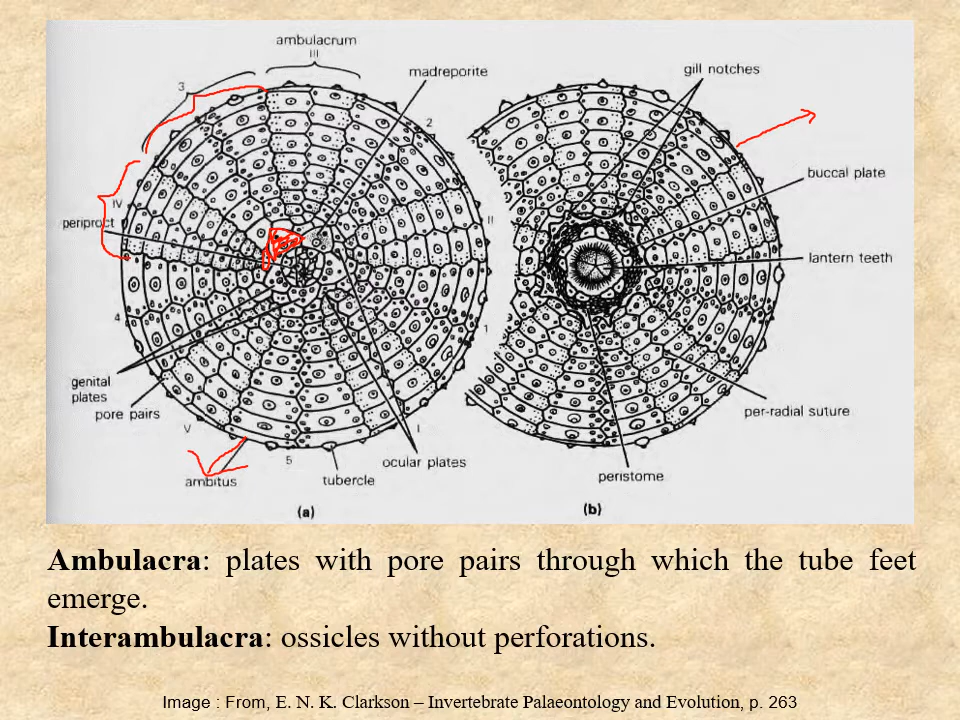 ambulacrum
III
3
madreporite
gill notches
2
buccal plate
IV
periproct
II
lantern teeth
4
1
genital
plates
pore pairs
per-radial suture
V
I
ocular plates
5
ambitus
tubercle
peristome
(a)
(b)
Ambulacra: plates with pore pairs through which the tube feet
emerge.
Interambulacra: ossicles without perforations.
Image : From, E. N. K. Clarkson – Invertebrate Palaeontology and Evolution, p. 263